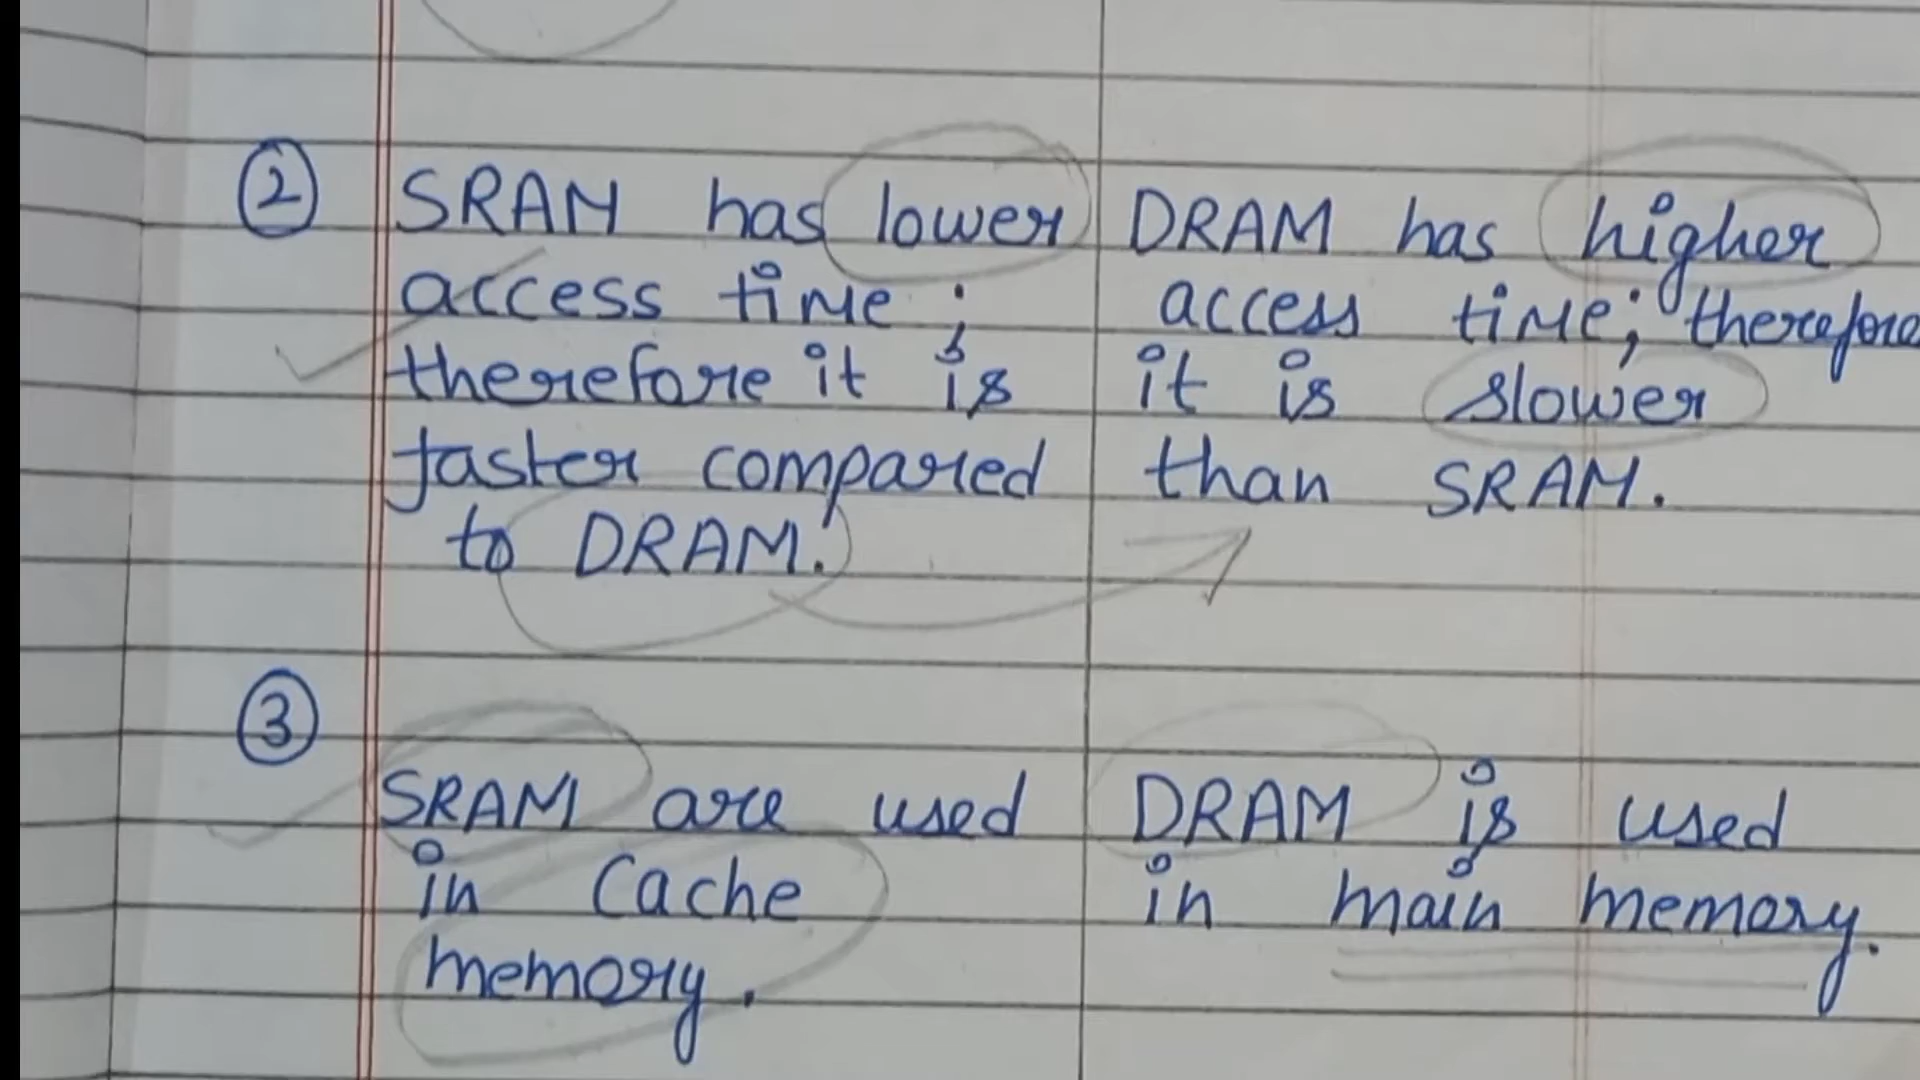 ② SRAM has lower
access time;
therefore it is
faster compared
to DRAM.
DRAM has higher
access time; therefore
it is slower
than SRAM.
③
SRAM are used
in Cache
memory.
DRAM is used
in main memory.